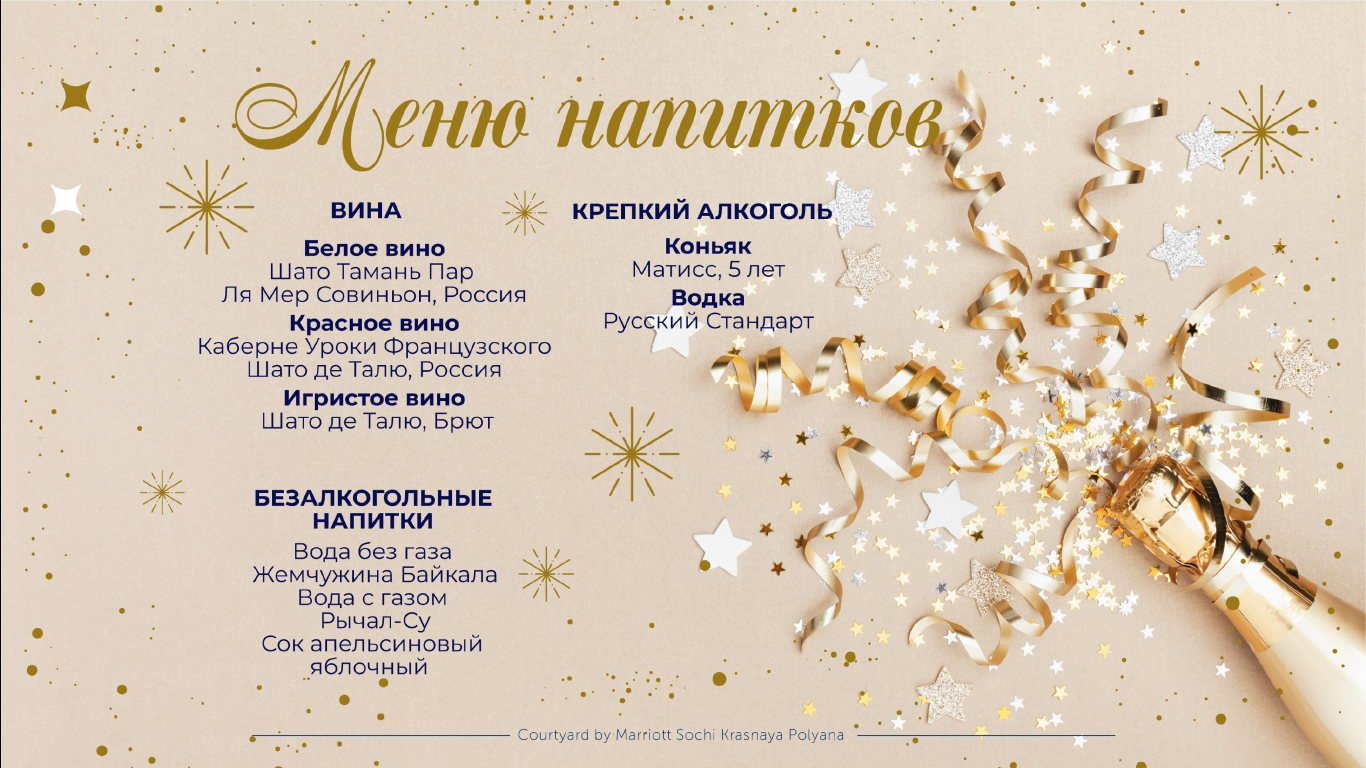 Меню напитков
ВИНА
Белое вино
Шато Тамань Пар
Ля Мер Совиньон, Россия
Красное вино
Каберне Уроки Французского
Шато де Талю, Россия
Игристое вино
Шато де Талю, Брют
КРЕПКИЙ АЛКОГОЛЬ
Коньяк
Матисс, 5 лет
Водка
Русский Стандарт
БЕЗАЛКОГОЛЬНЫЕ
НАПИТКИ
Вода без газа
Жемчужина Байкала
Вода с газом
Рычал-Су
Сок апельсиновый
яблочный
Courtyard by Marriott Sochi Krasnaya Polyana